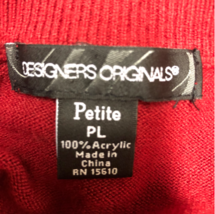 DESIGNERS ORIGINALS®
Petite
PL
100% Acrylic
Made in
China
RN 15610